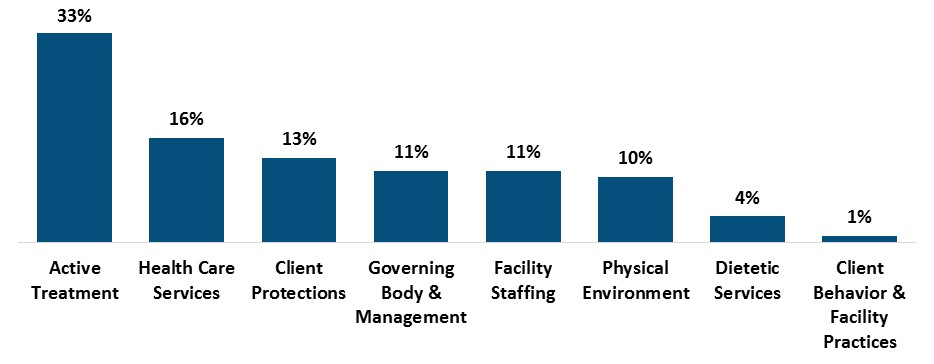 33%
16%
13%
11%
11%
10%
4%
1%
Active
Treatment
Health Care
Services
Client
Protections
Governing
Body &
Management
Facility
Staffing
Physical
Environment
Dietetic
Services
Client
Behavior &
Facility
Practices